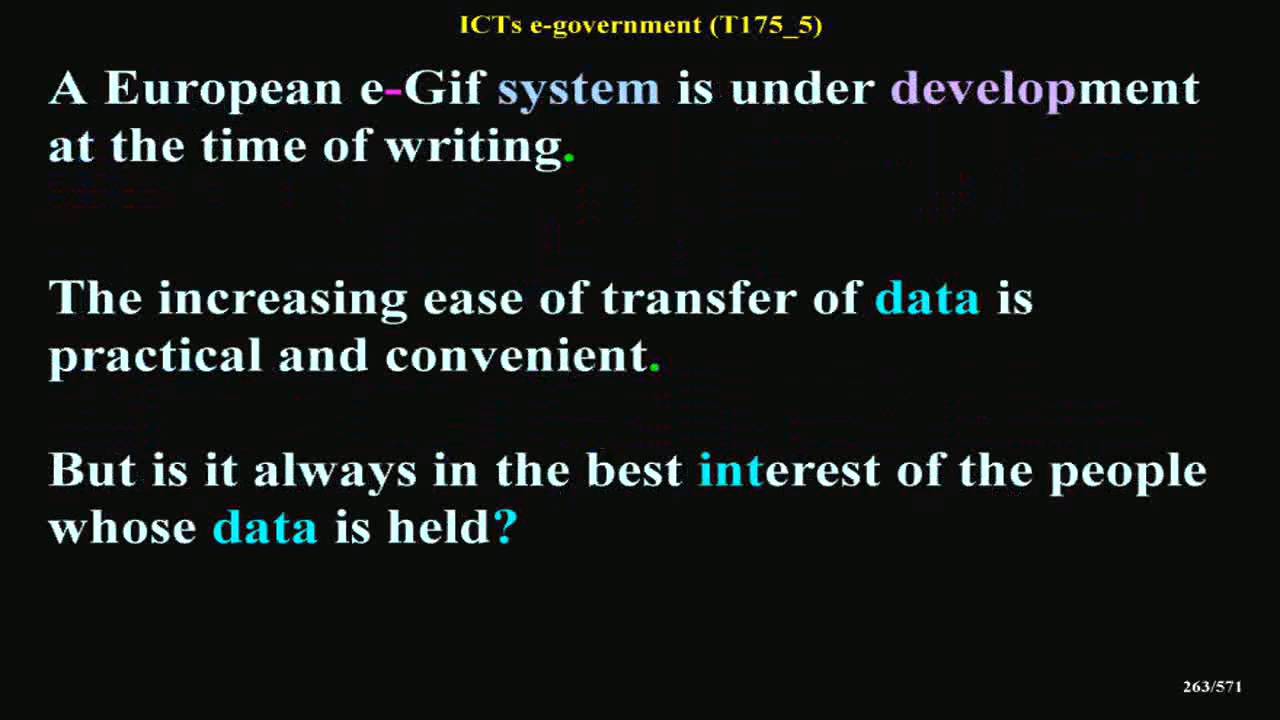 ICTs e-government (T175_5)
A European e-Gif system is under development
at the time of writing.
The increasing ease of transfer of data is
practical and convenient.
But is it always in the best interest of the people
whose data is held?
263/571